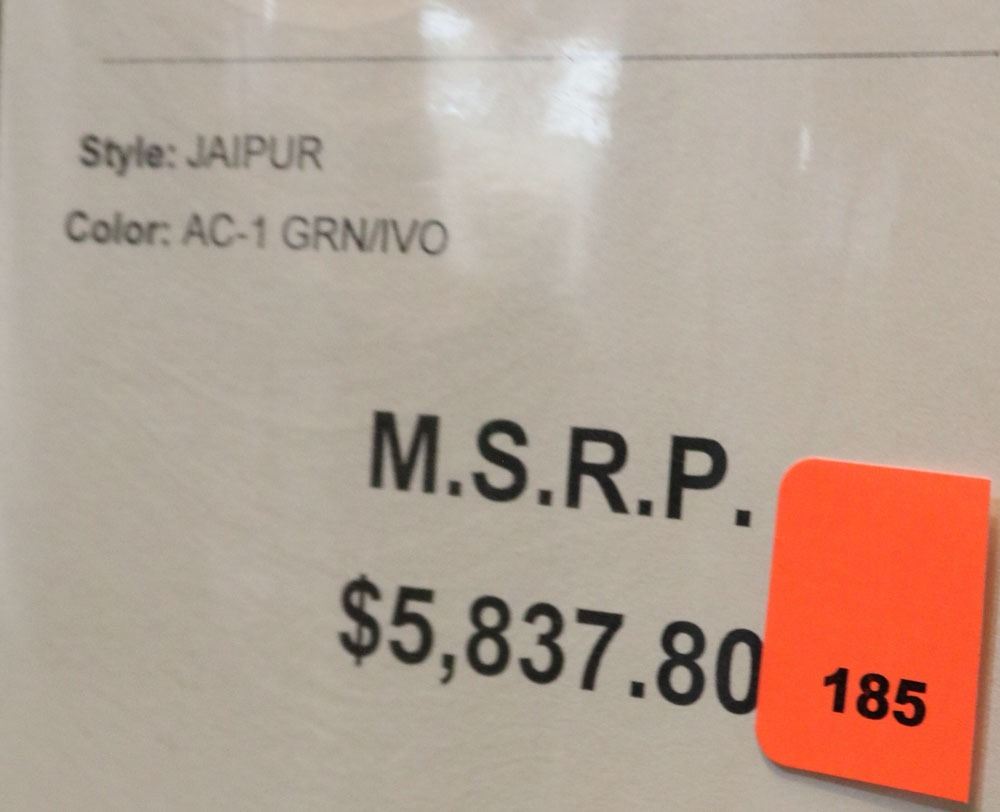 Style: JAIPUR
Color: AC-1 GRN/IVO
M.S.R.P.
$5,837.80
185